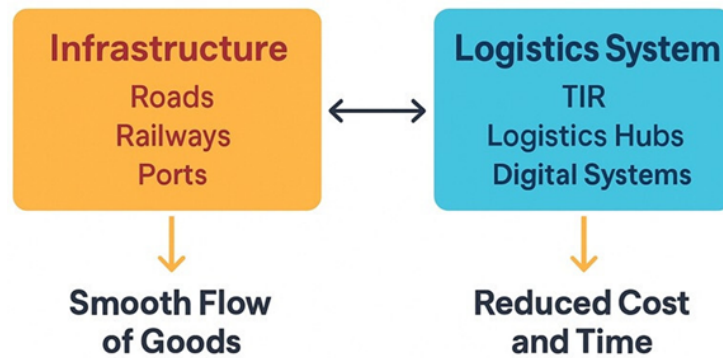 Infrastructure
Roads
Railways
Ports
Logistics System
TIR
Logistics Hubs
Digital Systems
Smooth Flow
of Goods
Reduced Cost
and Time